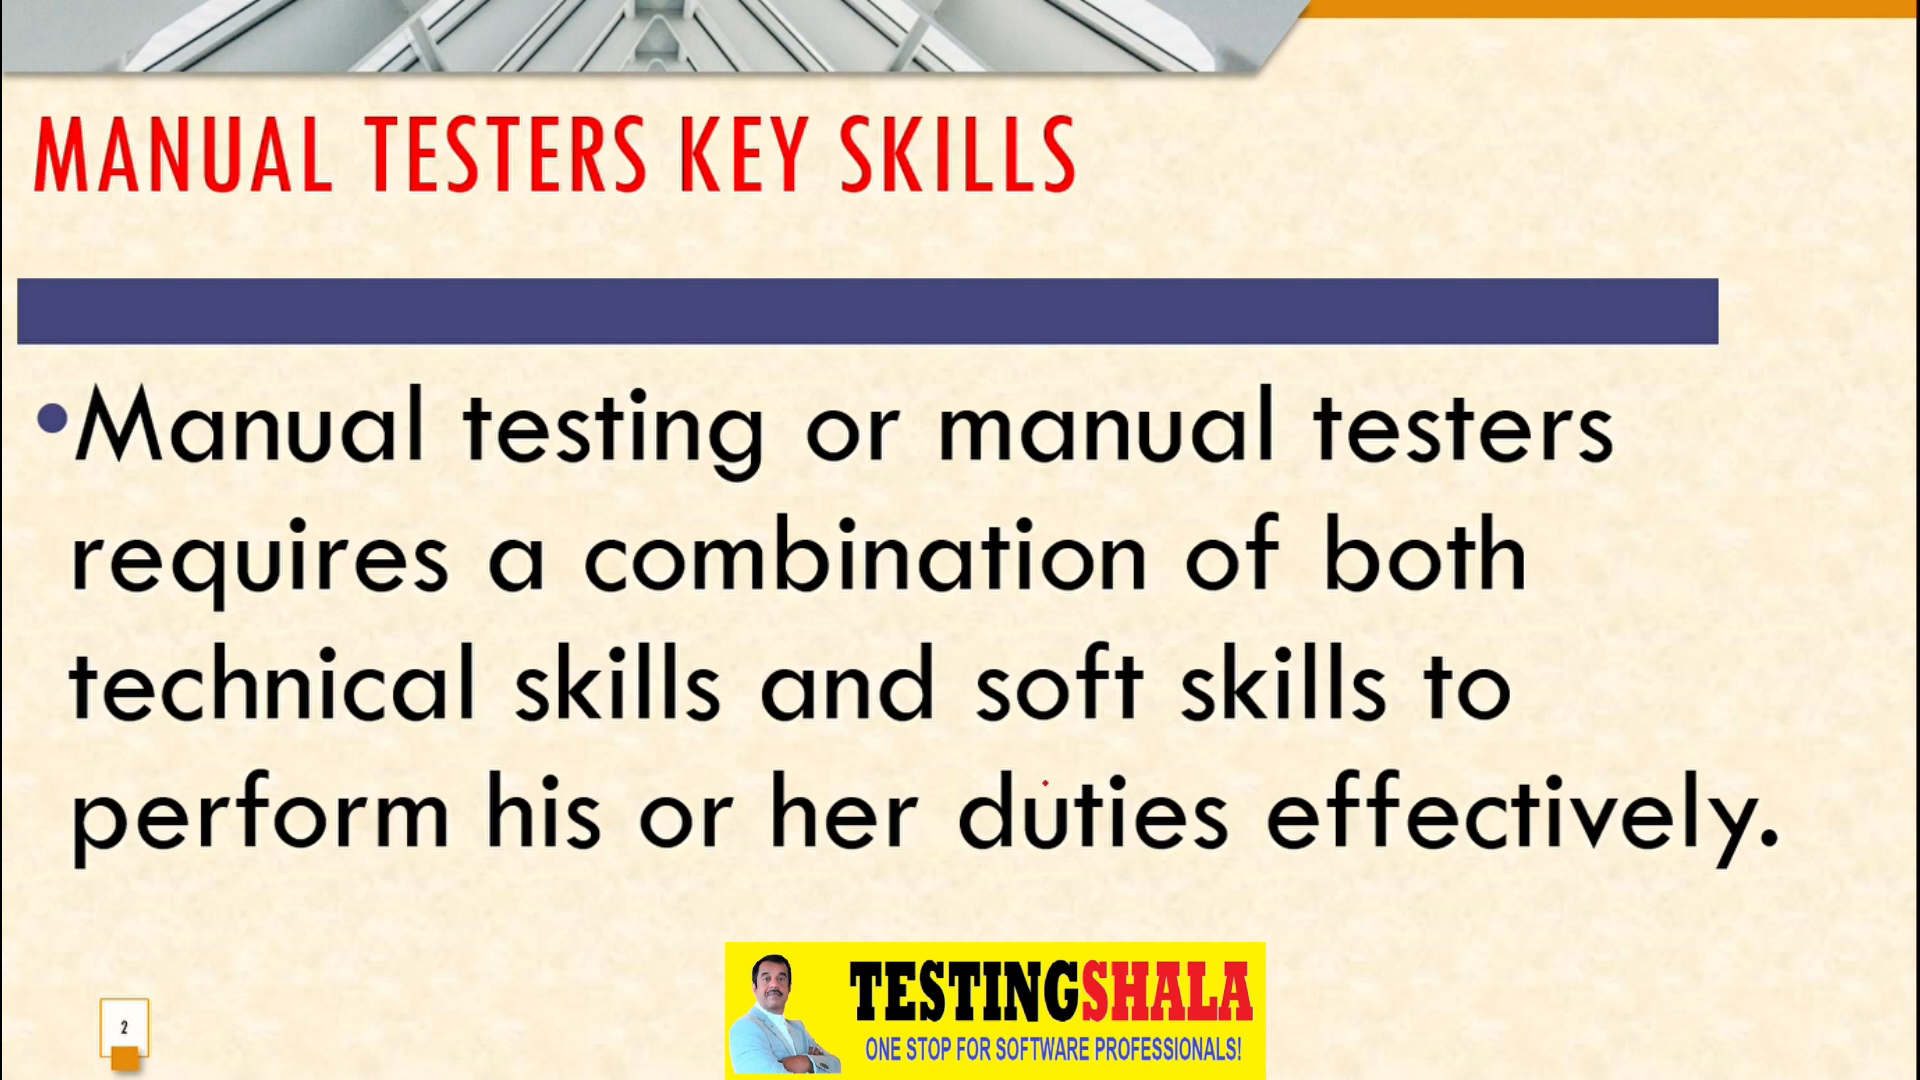 MANUAL TESTERS KEY SKILLS
•Manual testing or manual testers
requires a combination of both
technical skills and soft skills to
perform his or her duties effectively.
2
TESTINGSHALA
ONE STOP FOR SOFTWARE PROFESSIONALS!